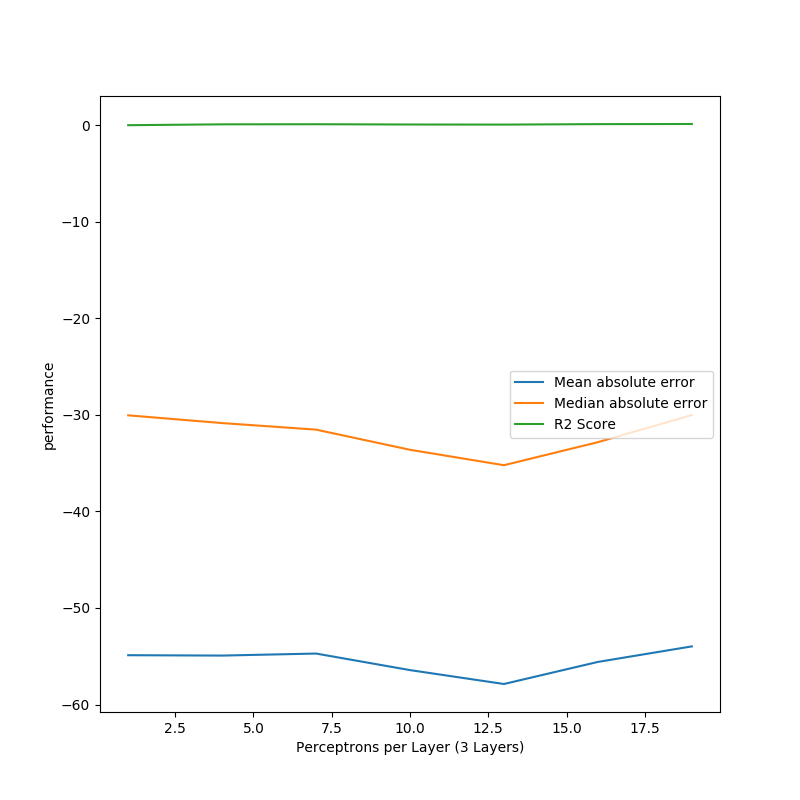 0
−10
−20
−30
−40
−50
−60
performance
Mean absolute error
Median absolute error
R2 Score
2.5 5.0 7.5 10.0 12.5 15.0 17.5
Perceptrons per Layer (3 Layers)